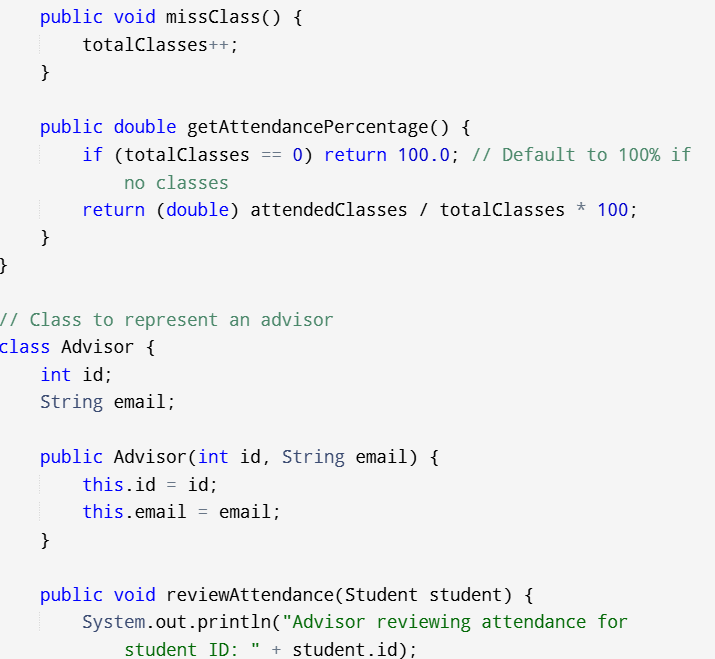 public void missClass() {
totalClasses++;
}
public double getAttendancePercentage() {
if (totalClasses == 0) return 100.0; // Default to 100% if
no classes
return (double) attendedClasses / totalClasses * 100;
}
}
// Class to represent an advisor
class Advisor {
int id;
String email;
public Advisor(int id, String email) {
this.id = id;
this.email = email;
}
public void reviewAttendance(Student student) {
System.out.println("Advisor reviewing attendance for
student ID: " + student.id);